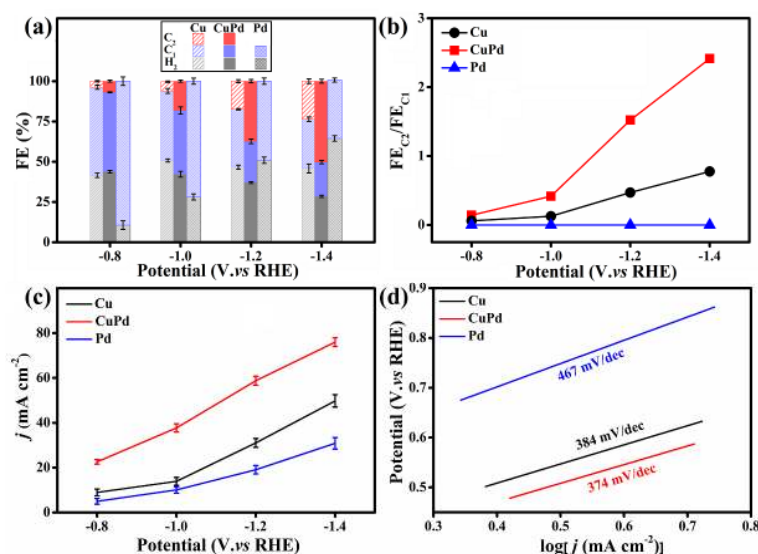 (a)
Cu CuPd Pd
C2
C1
H2
FE (%)
100
75
50
25
0
-0.8 -1.0 -1.2 -1.4
Potential (V.vs RHE)
(b)
Cu
CuPd
Pd
FEC2/FEC1
3
2
1
0
-0.8 -1.0 -1.2 -1.4
Potential (V.vs RHE)
(c)
Cu
CuPd
Pd
j (mA cm-2)
80
60
40
20
0
-0.8 -1.0 -1.2 -1.4
Potential (V.vs RHE)
(d)
Cu
CuPd
Pd
Potential (V.vs RHE)
0.9
0.8
0.7
0.6
0.5
467 mV/dec
384 mV/dec
374 mV/dec
0.3 0.4 0.5 0.6 0.7 0.8
log[j (mA cm-2)]